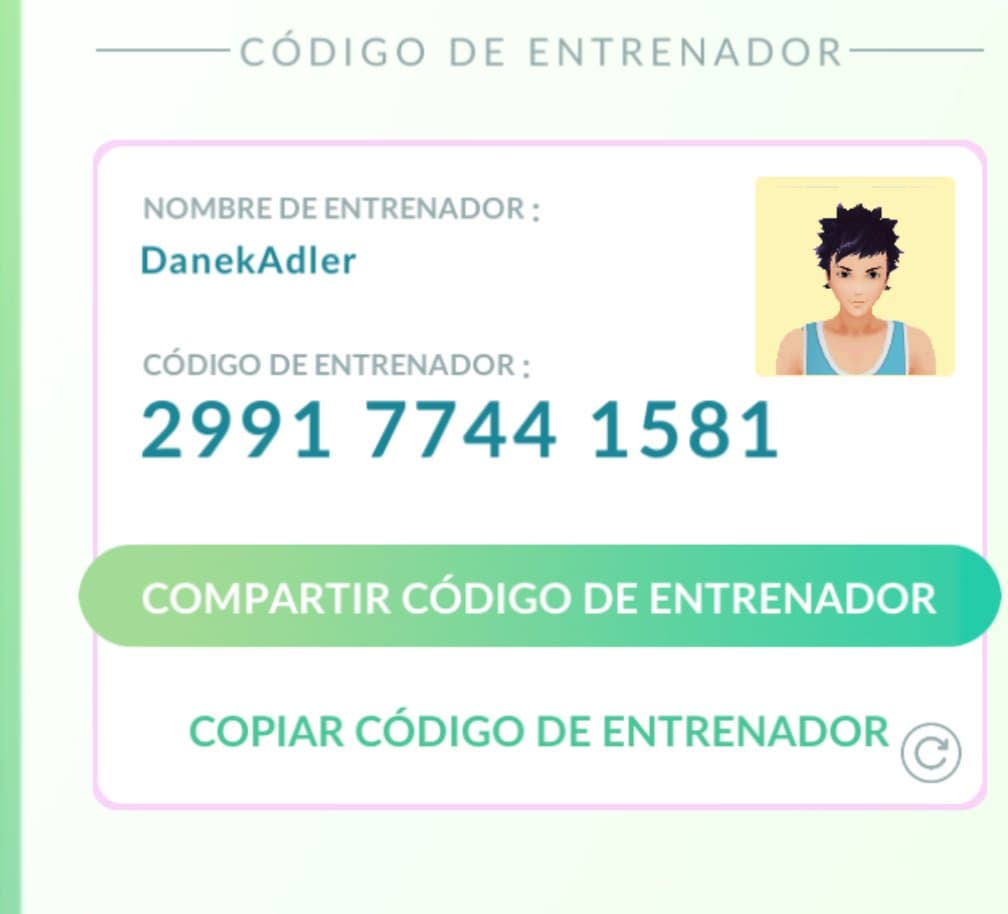 CÓDIGO DE ENTRENADOR
NOMBRE DE ENTRENADOR :
DanekAdler
CÓDIGO DE ENTRENADOR :
2991 7744 1581
COMPARTIR CÓDIGO DE ENTRENADOR
COPIAR CÓDIGO DE ENTRENADOR